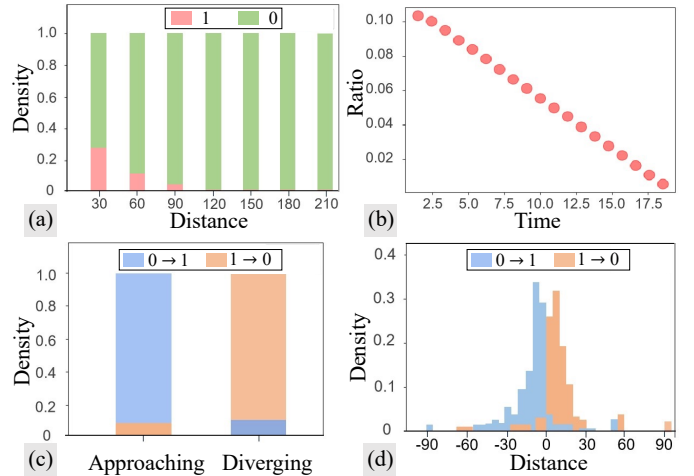 1 0
1.0
0.8
0.6
0.4
0.2
0
Density
30 60 90 120 150 180 210
(a) Distance
0.10
0.08
0.06
0.04
0.02
Ratio
2.5 5.0 7.5 10.0 12.5 15.0 17.5
(b) Time
0 → 1 1 → 0
1.0
0.8
0.6
0.4
0.2
0
Density
(c) Approaching Diverging
0 → 1 1 → 0
0.4
0.3
0.2
0.1
0
Density
-90 -60 -30 0 30 60 90
(d) Distance